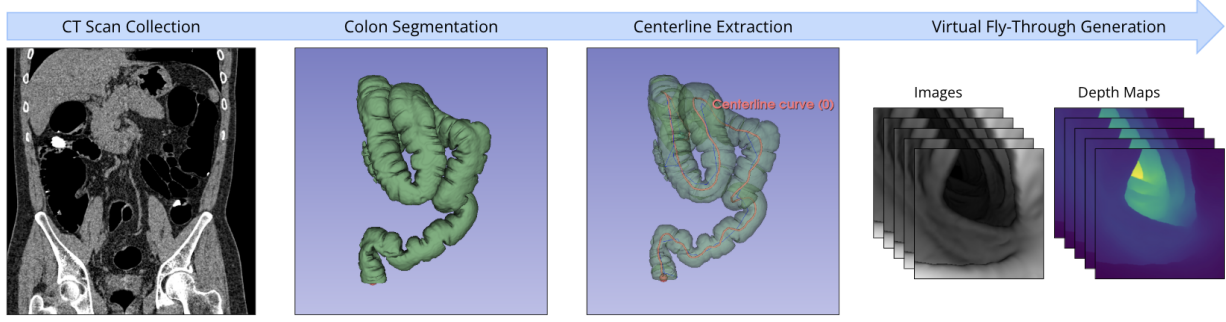 CT Scan Collection
Colon Segmentation
Centerline Extraction
Virtual Fly-Through Generation
Images
Depth Maps
Centerline curve (0)